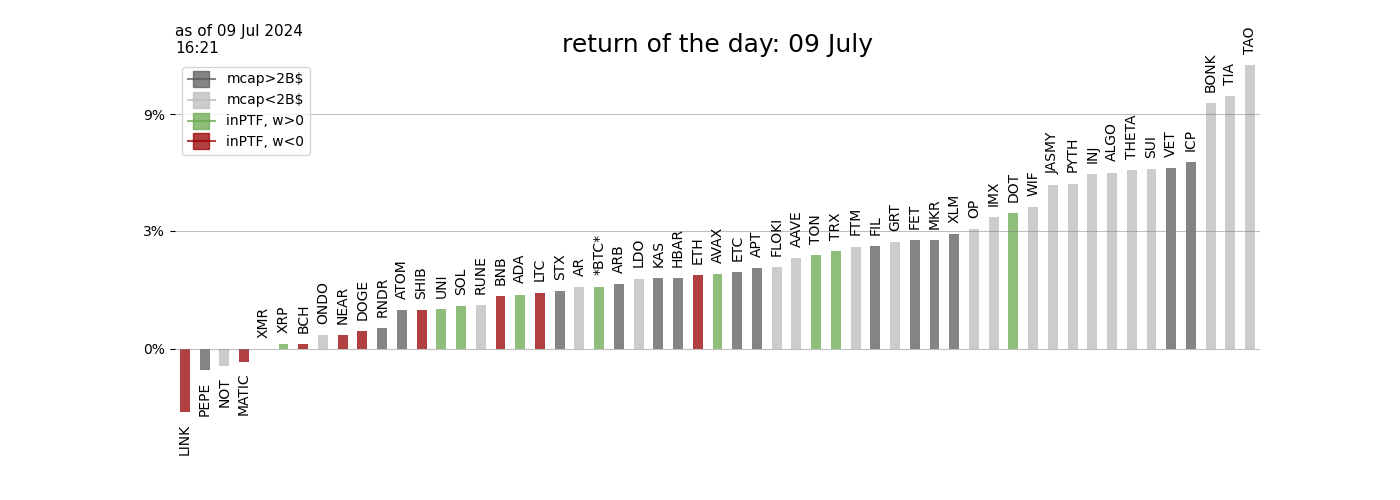 as of 09 Jul 2024
16:21
return of the day: 09 July
mcap>2B$
mcap<2B$
inPTF, w>0
inPTF, w<0
9%
3%
0%
LINK
PEPE
NOT
MATIC
XMR
XRP
BCH
ONDO
NEAR
DOGE
RNDR
ATOM
SHIB
UNI
SOL
RUNE
BNB
ADA
LTC
STX
AR
*BTC*
ARB
LDO
KAS
HBAR
ETH
AVAX
ETC
APT
FLOKI
AAVE
TON
TRX
FTM
FIL
GRT
FET
MKR
XLM
OP
IMX
DOT
WIF
JASMY
PYTH
INJ
ALGO
THETA
SUI
VET
ICP
BONK
TIA
TAO